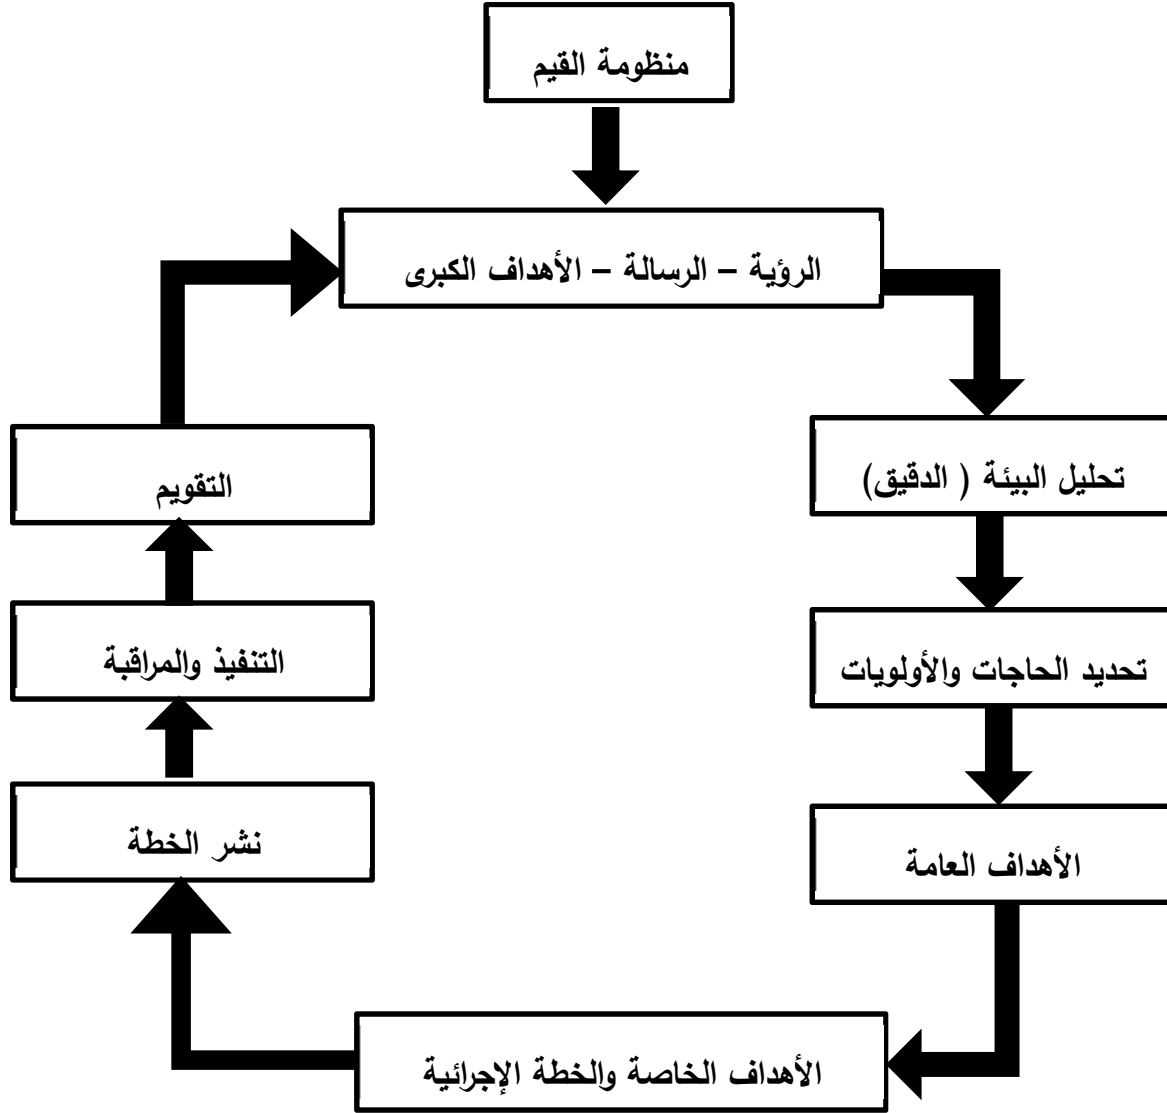 منظومة القيم
الرؤية – الرسالة – الأهداف الكبرى
تحليل البيئة ( الدقيق)
تحديد الحاجات والأولويات
الأهداف العامة
الأهداف الخاصة والخطة الإجرائية
نشر الخطة
التنفيذ والمراقبة
التقويم